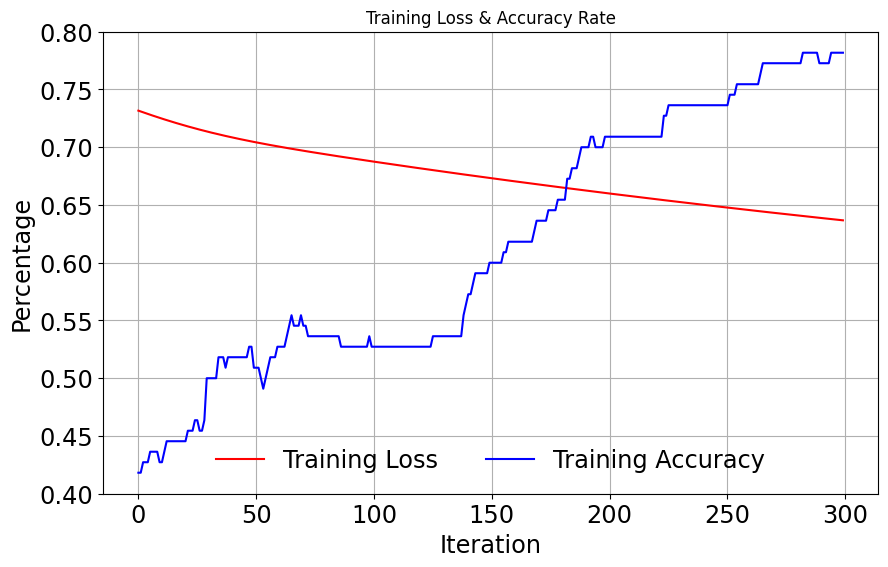 Training Loss & Accuracy Rate
0.80
0.75
0.70
0.65
0.60
0.55
0.50
0.45
0.40
Percentage
Training Loss
Training Accuracy
0 50 100 150 200 250 300
Iteration